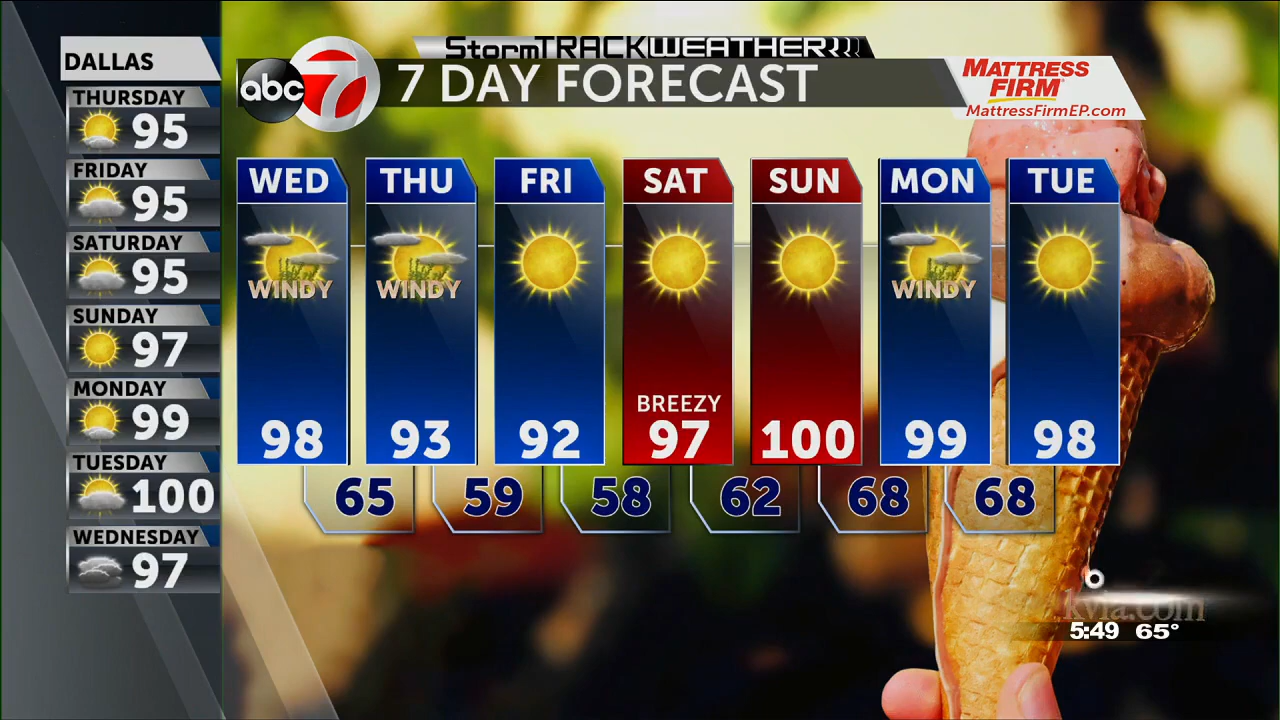 DALLAS
THURSDAY
95
FRIDAY
95
SATURDAY
95
SUNDAY
97
MONDAY
99
TUESDAY
100
WEDNESDAY
97
StormTRACKWEATHER
abc 7
7 DAY FORECAST
MATTRESS
FIRM
MattressFirmEP.com
WED THU FRI SAT SUN MON TUE
WINDY WINDY WINDY
BREEZY
98 93 92 97 100 99 98
65 59 58 62 68 68
kvia.com
5:49 65°